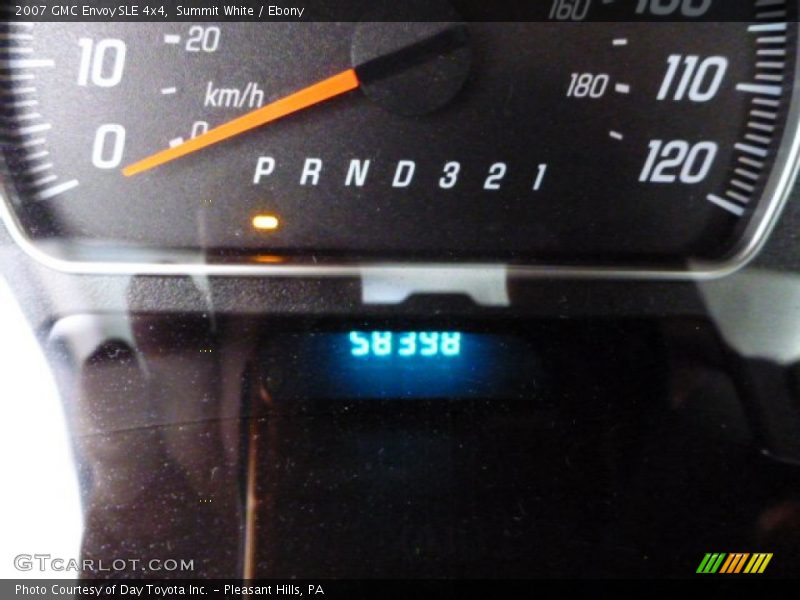 2007 GMC Envoy SLE 4x4, Summit White / Ebony
160 100
10 20
km/h 180 110
0 0 120
P R N D 3 2 1
58398
GTcarlot.com
Photo Courtesy of Day Toyota Inc. - Pleasant Hills, PA